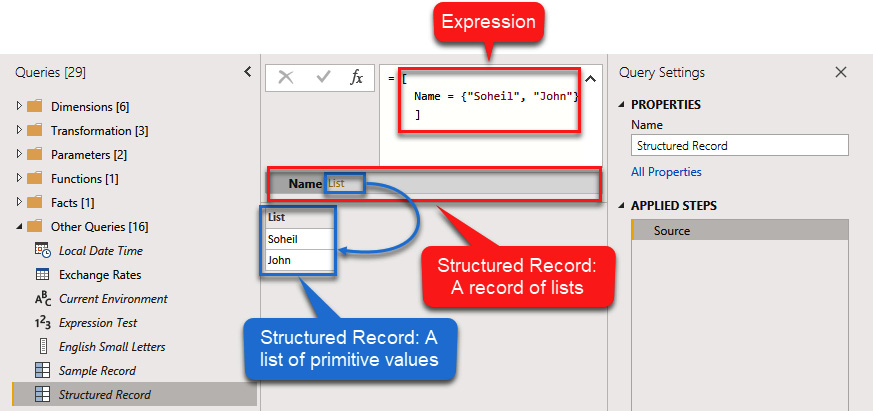 Expression
Queries [29]
Dimensions [6]
Transformation [3]
Parameters [2]
Functions [1]
Facts [1]
Other Queries [16]
Local Date Time
Exchange Rates
ABC Current Environment
123 Expression Test
English Small Letters
Sample Record
Structured Record
fx
= [
Name = {"Soheil", "John"}
]
Name List
List
Soheil
John
Structured Record:
A record of lists
Structured Record: A
list of primitive values
Query Settings
PROPERTIES
Name
Structured Record
All Properties
APPLIED STEPS
Source